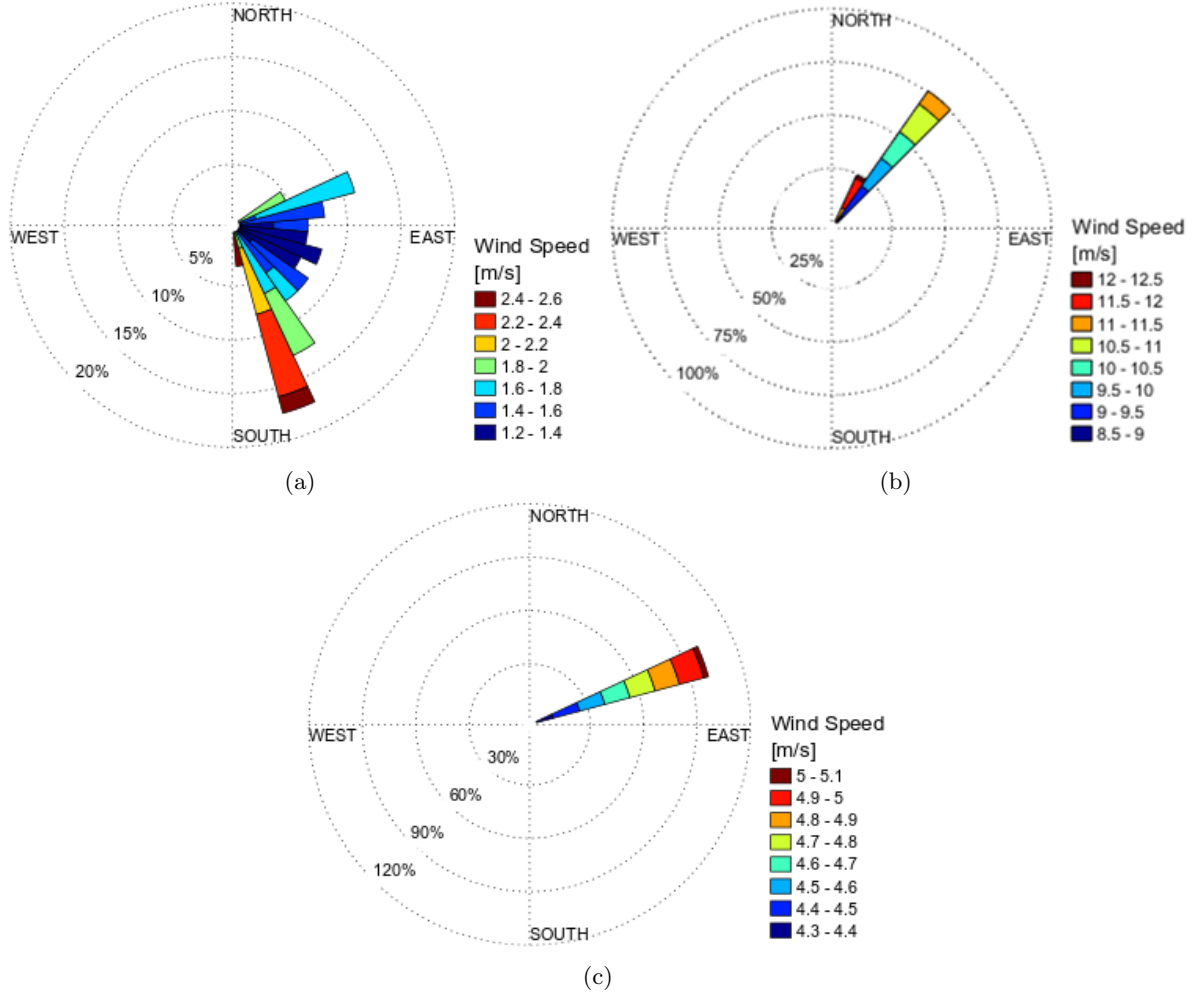 NORTH
WEST
EAST
SOUTH
5%
10%
15%
20%
Wind Speed
[m/s]
2.4 - 2.6
2.2 - 2.4
2 - 2.2
1.8 - 2
1.6 - 1.8
1.4 - 1.6
1.2 - 1.4
(a)
NORTH
WEST
EAST
SOUTH
25%
50%
75%
100%
Wind Speed
[m/s]
12 - 12.5
11.5 - 12
11 - 11.5
10.5 - 11
10 - 10.5
9.5 - 10
9 - 9.5
8.5 - 9
(b)
NORTH
WEST
EAST
SOUTH
30%
60%
90%
120%
Wind Speed
[m/s]
5 - 5.1
4.9 - 5
4.8 - 4.9
4.7 - 4.8
4.6 - 4.7
4.5 - 4.6
4.4 - 4.5
4.3 - 4.4
(c)